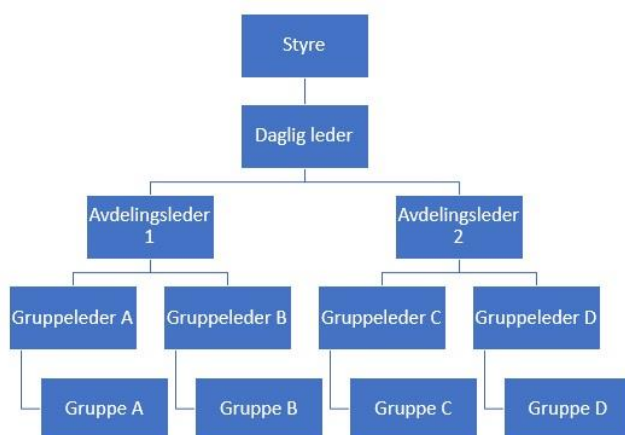 Styre
Daglig leder
Avdelingsleder
1
Avdelingsleder
2
Gruppeleder A
Gruppeleder B
Gruppeleder C
Gruppeleder D
Gruppe A
Gruppe B
Gruppe C
Gruppe D